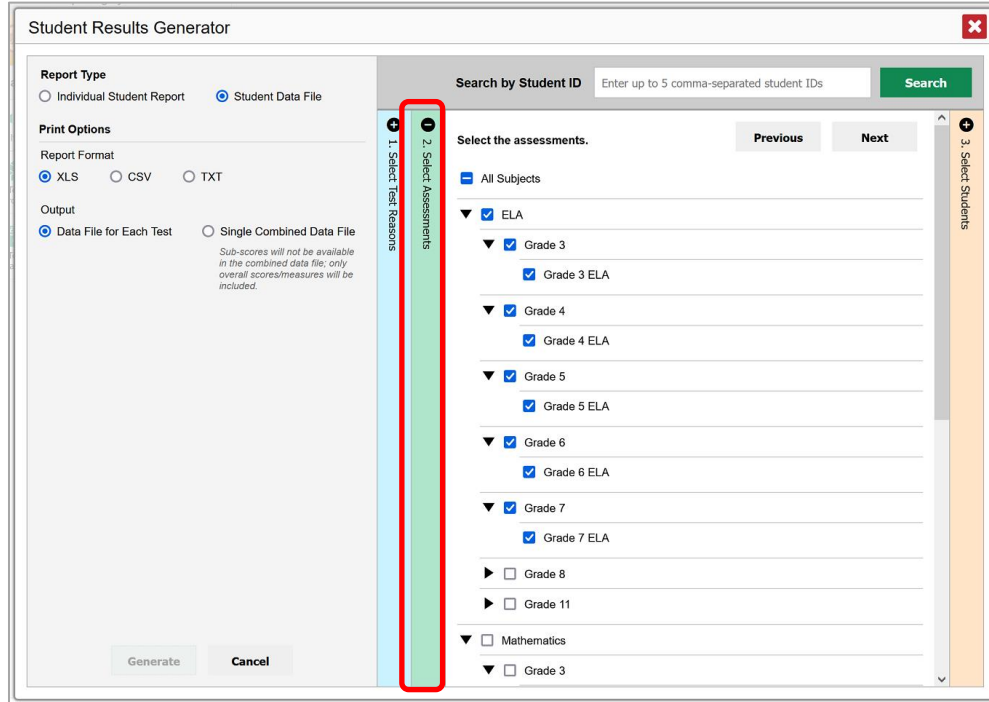 Student Results Generator
Report Type
Individual Student Report Student Data File
Print Options
Report Format
XLS CSV TXT
Output
Data File for Each Test Single Combined Data File
Sub-scores will not be available
in the combined data file; only
overall scores/measures will be
included.
Generate Cancel
Search by Student ID Enter up to 5 comma-separated student IDs Search
1. Select Test Reasons
2. Select Assessments
Select the assessments. Previous Next
All Subjects
ELA
Grade 3
Grade 3 ELA
Grade 4
Grade 4 ELA
Grade 5
Grade 5 ELA
Grade 6
Grade 6 ELA
Grade 7
Grade 7 ELA
Grade 8
Grade 11
Mathematics
Grade 3
3. Select Students